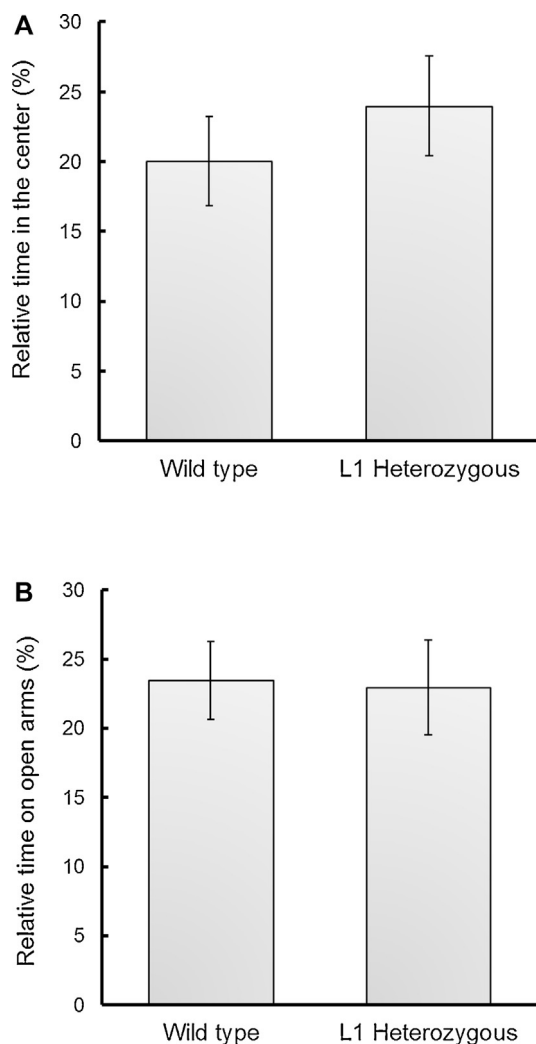 A
Relative time in the center (%)
30
25
20
15
10
5
0
Wild type
L1 Heterozygous
B
Relative time on open arms (%)
30
25
20
15
10
5
0
Wild type
L1 Heterozygous